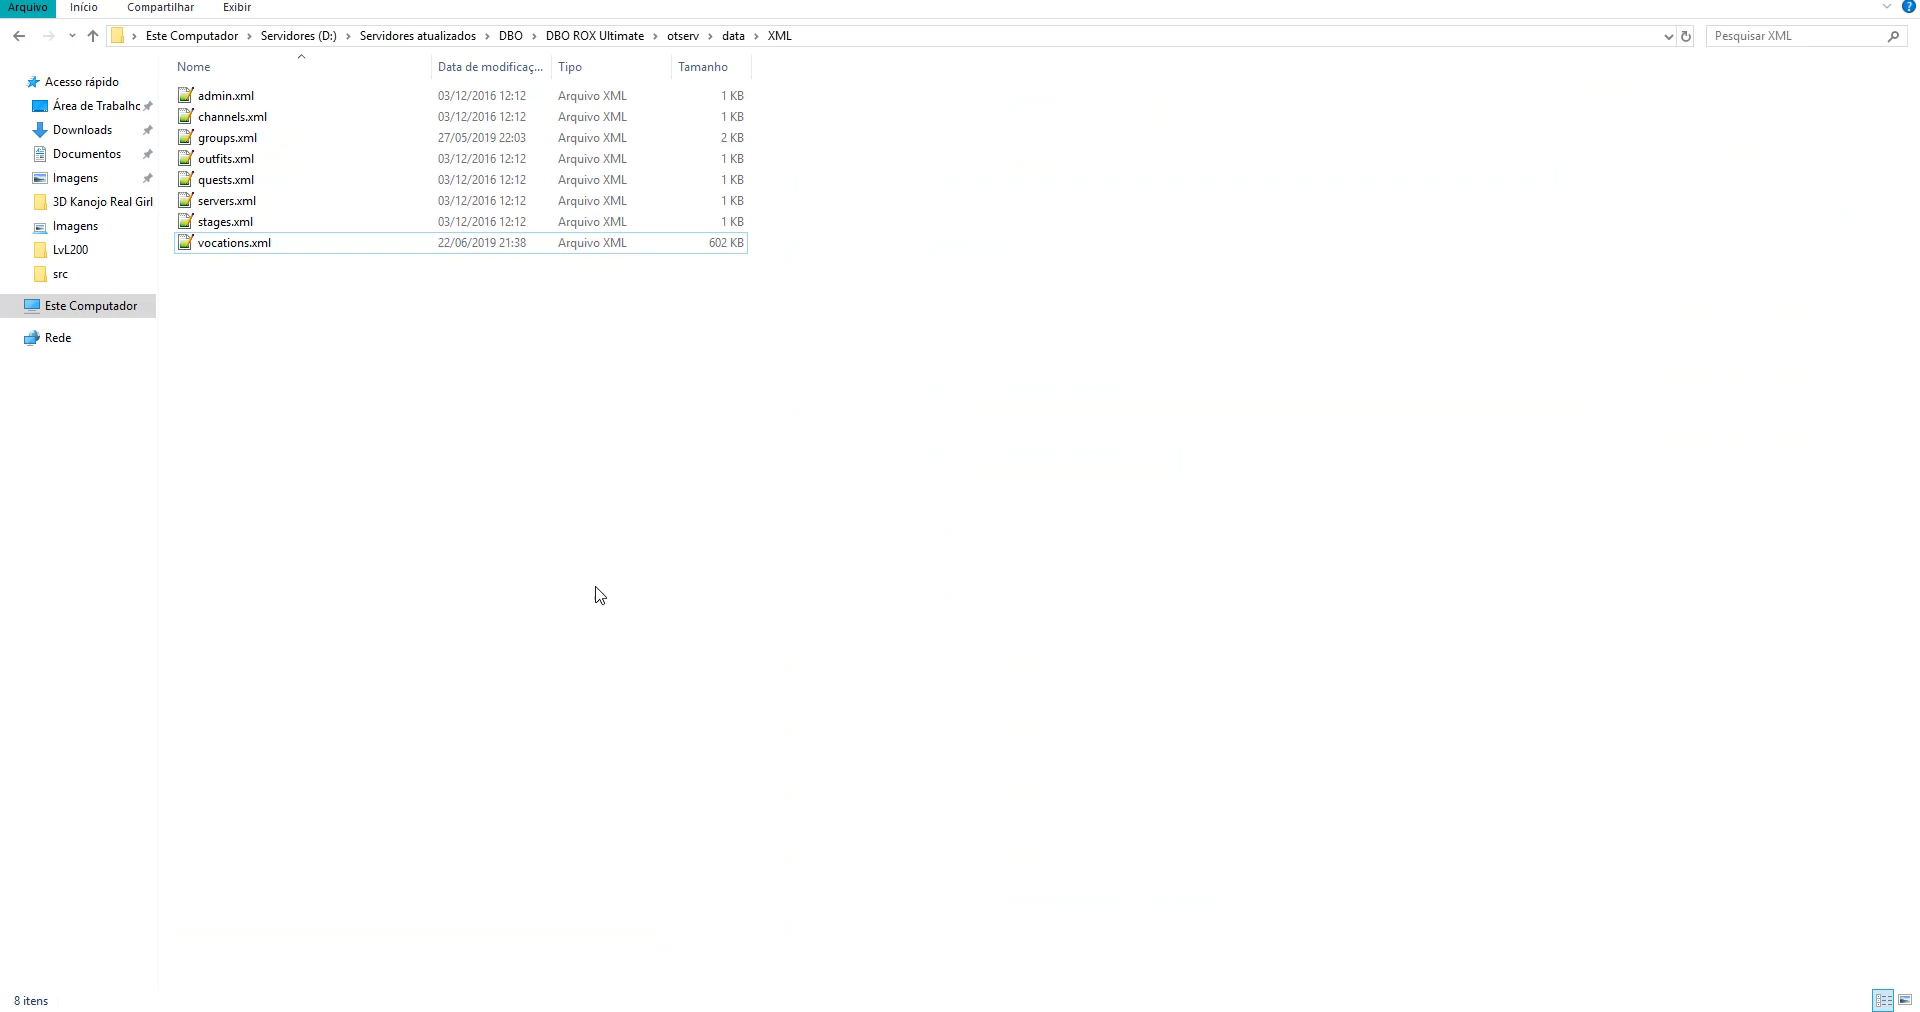 Arquivo Início Compartilhar Exibir
Este Computador Servidores (D:) Servidores atualizados DBO DBO ROX Ultimate otserv data XML
Pesquisar XML
Nome Data de modificaç... Tipo Tamanho
admin.xml 03/12/2016 12:12 Arquivo XML 1 KB
channels.xml 03/12/2016 12:12 Arquivo XML 1 KB
groups.xml 27/05/2019 22:03 Arquivo XML 2 KB
outfits.xml 03/12/2016 12:12 Arquivo XML 1 KB
quests.xml 03/12/2016 12:12 Arquivo XML 1 KB
servers.xml 03/12/2016 12:12 Arquivo XML 1 KB
stages.xml 03/12/2016 12:12 Arquivo XML 1 KB
vocations.xml 22/06/2019 21:38 Arquivo XML 602 KB
Acesso rápido
Área de Trabalhc
Downloads
Documentos
Imagens
3D Kanojo Real Girl
Imagens
LvL200
src
Este Computador
Rede
8 itens